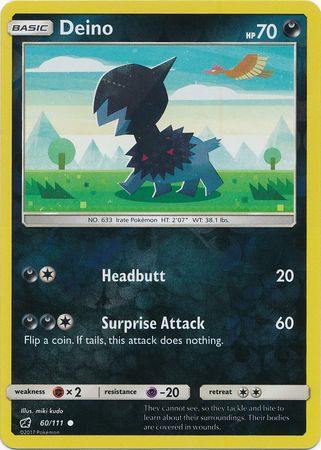 BASIC Deino HP 70
NO. 633 Irate Pokémon HT: 2'07" WT: 38.1 lbs.
Headbutt 20
Surprise Attack 60
Flip a coin. If tails, this attack does nothing.
weakness × 2 resistance -20 retreat
Illus. miki kudo
60/111
©2017 Pokémon
They cannot see, so they tackle and bite to
learn about their surroundings. Their bodies
are covered in wounds.